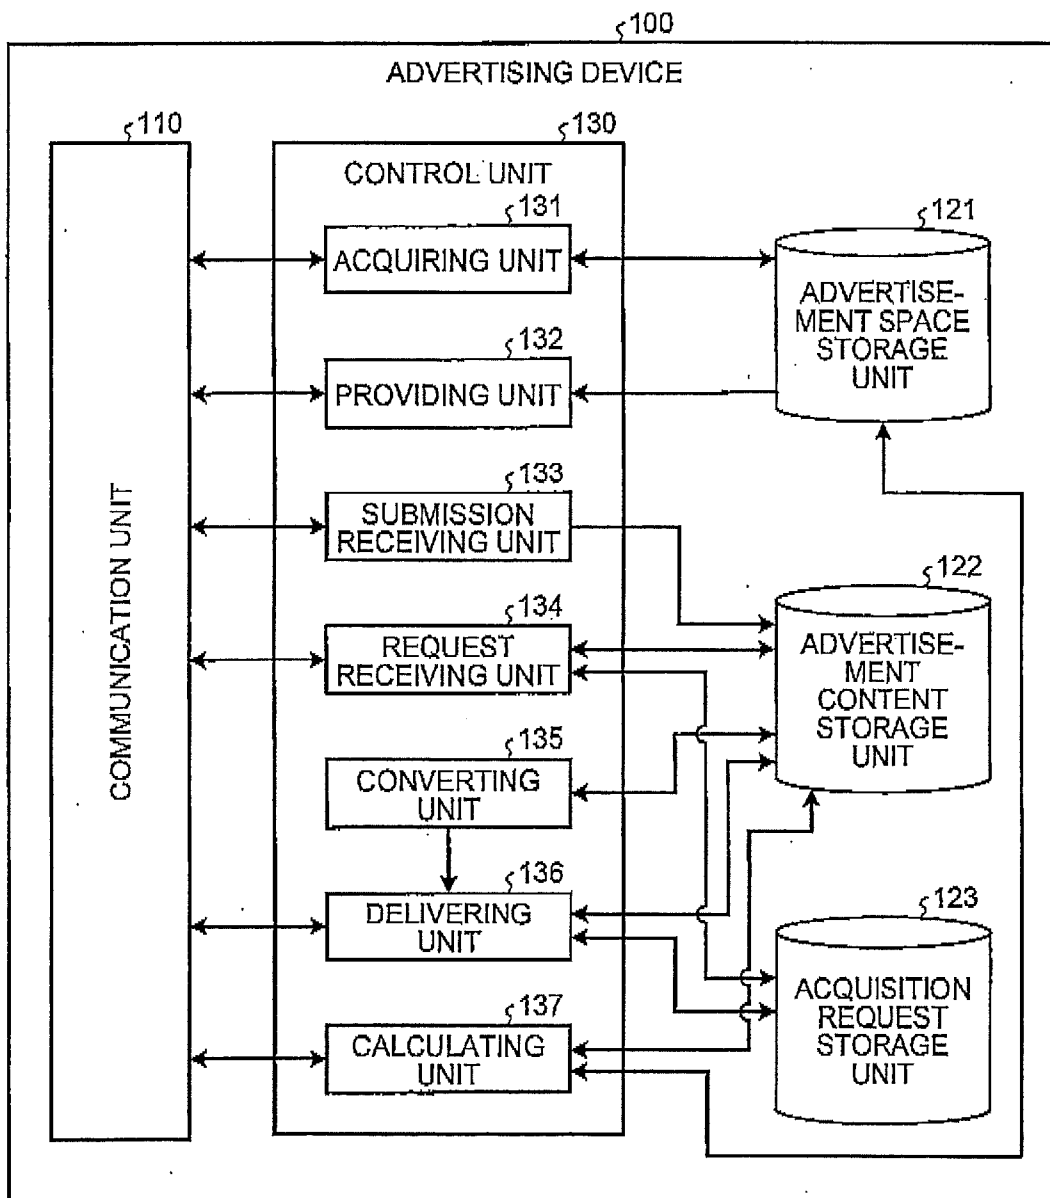 100
ADVERTISING DEVICE
110
COMMUNICATION UNIT
130
CONTROL UNIT
131
ACQUIRING UNIT
132
PROVIDING UNIT
133
SUBMISSION
RECEIVING UNIT
134
REQUEST
RECEIVING UNIT
135
CONVERTING
UNIT
136
DELIVERING
UNIT
137
CALCULATING
UNIT
121
ADVERTISE-
MENT SPACE
STORAGE
UNIT
122
ADVERTISE-
MENT
CONTENT
STORAGE
UNIT
123
ACQUISITION
REQUEST
STORAGE
UNIT